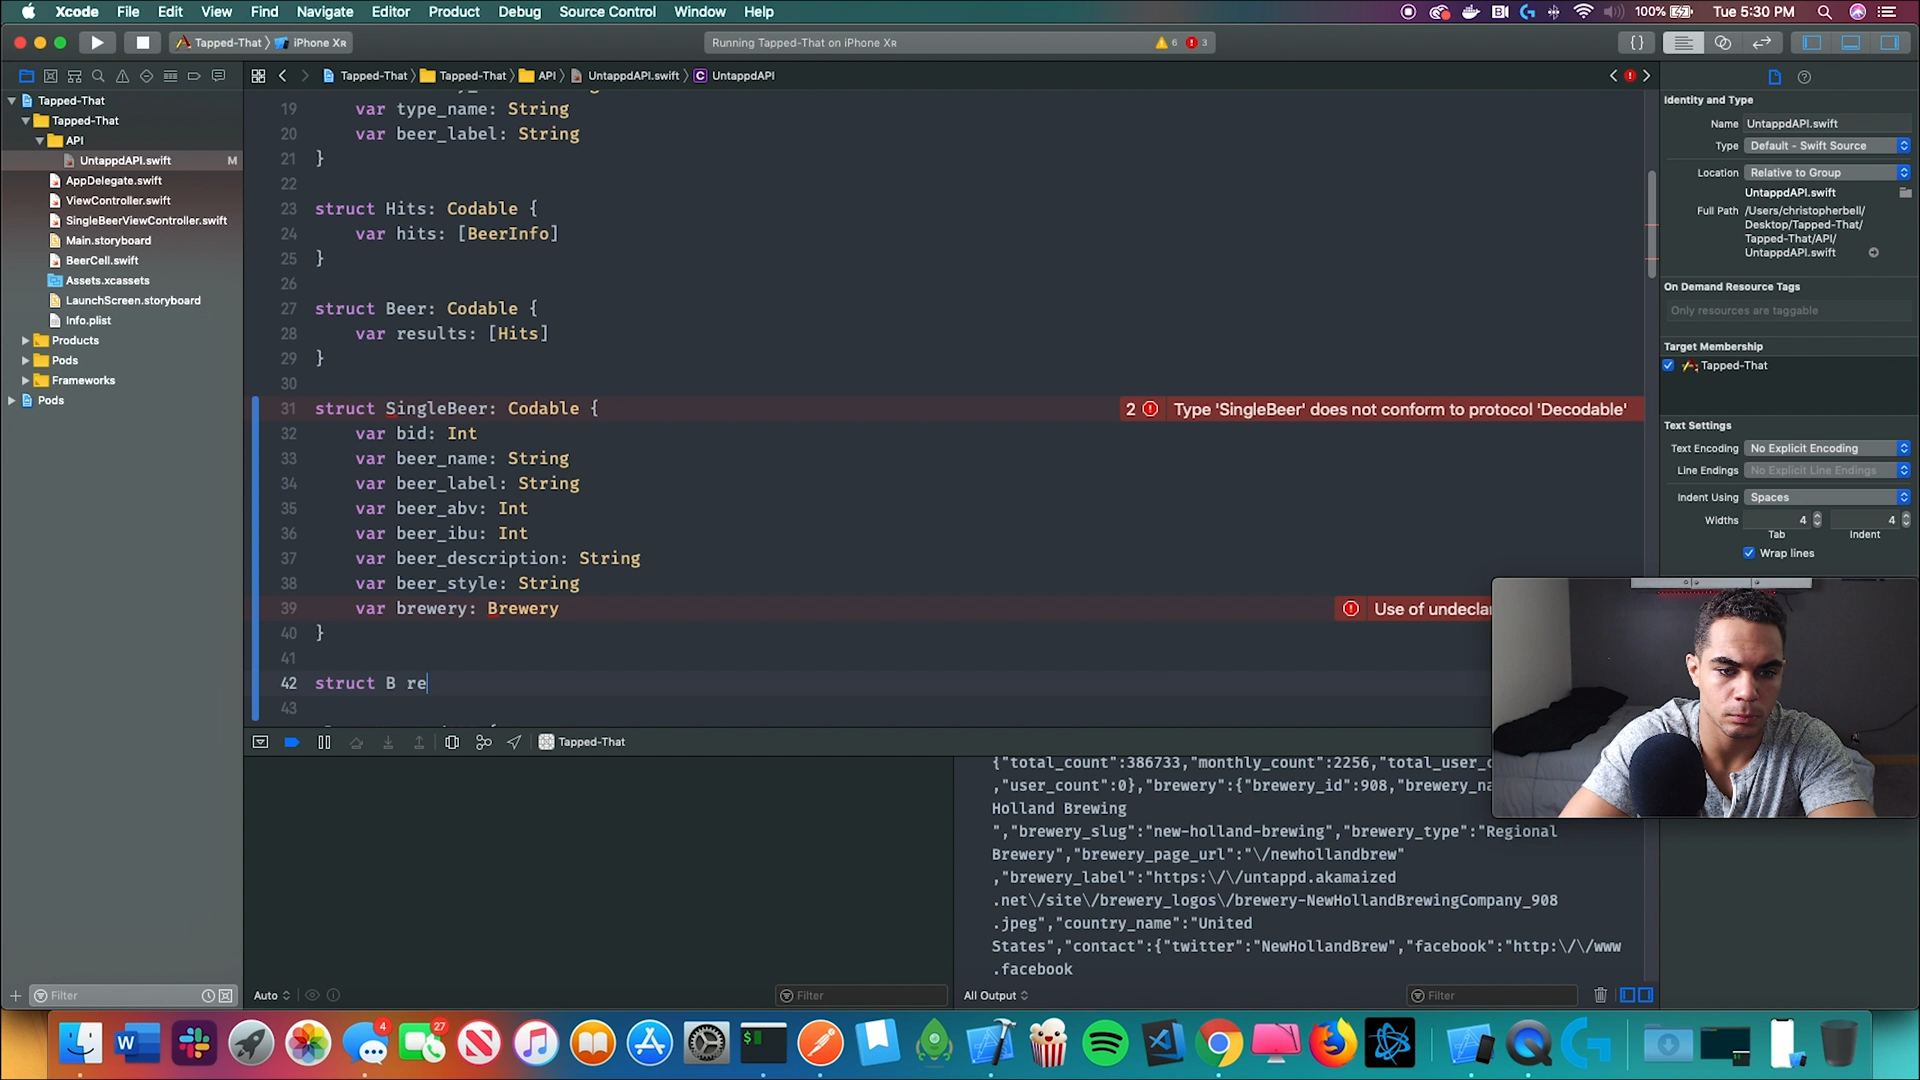 Xcode File Edit View Find Navigate Editor Product Debug Source Control Window Help 100% Tue 5:30 PM
Tapped-That iPhone XR Running Tapped-That on iPhone XR 6 3
Tapped-That Tapped-That API UntappdAPI.swift C UntappdAPI
Tapped-That
Tapped-That
API
UntappdAPI.swift M
AppDelegate.swift
ViewController.swift
SingleBeerViewController.swift
Main.storyboard
BeerCell.swift
Assets.xcassets
LaunchScreen.storyboard
Info.plist
Products
Pods
Frameworks
Pods
Filter
19 var type_name: String
20 var beer_label: String
21 }
22
23 struct Hits: Codable {
24 var hits: [BeerInfo]
25 }
26
27 struct Beer: Codable {
28 var results: [Hits]
29 }
30
31 struct SingleBeer: Codable { 2 Type 'SingleBeer' does not conform to protocol 'Decodable'
32 var bid: Int
33 var beer_name: String
34 var beer_label: String
35 var beer_abv: Int
36 var beer_ibu: Int
37 var beer_description: String
38 var beer_style: String
39 var brewery: Brewery Use of undeclar
40 }
41
42 struct B re
43
Tapped-That
{"total_count":386733,"monthly_count":2256,"total_user_c
,"user_count":0},"brewery":{"brewery_id":908,"brewery_na
Holland Brewing
","brewery_slug":"new-holland-brewing","brewery_type":"Regional
Brewery","brewery_page_url":"\/newhollandbrew"
,"brewery_label":"https:\/\/untappd.akamaized
.net\/site\/brewery_logos\/brewery-NewHollandBrewingCompany_908
.jpeg","country_name":"United
States","contact":{"twitter":"NewHollandBrew","facebook":"http:\/\/www
.facebook
Auto Filter All Output Filter
Identity and Type
Name UntappdAPI.swift
Type Default - Swift Source
Location Relative to Group
UntappdAPI.swift
Full Path /Users/christopherbell/
Desktop/Tapped-That/
Tapped-That/API/
UntappdAPI.swift
On Demand Resource Tags
Only resources are taggable
Target Membership
Tapped-That
Text Settings
Text Encoding No Explicit Encoding
Line Endings No Explicit Line Endings
Indent Using Spaces
Widths 4 4
Tab Indent
Wrap lines
4 27